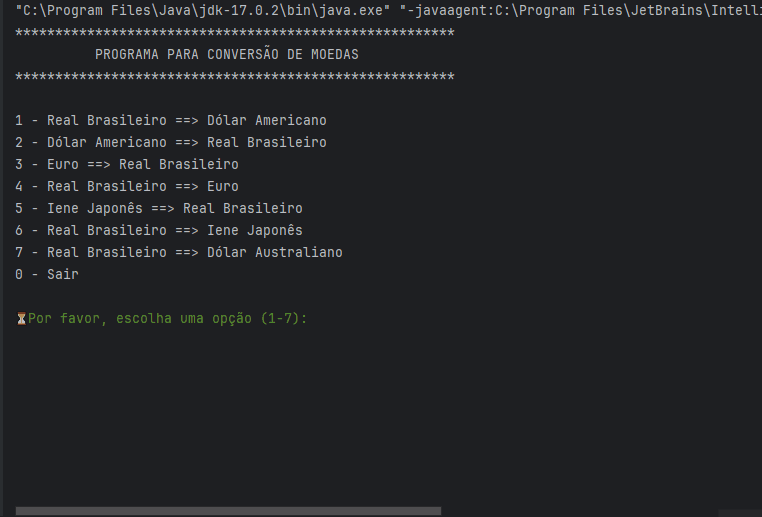 "C:\Program Files\Java\jdk-17.0.2\bin\java.exe" "-javaagent:C:\Program Files\JetBrains\Intelli
*******************************************************
PROGRAMA PARA CONVERSÃO DE MOEDAS
*******************************************************
1 - Real Brasileiro ==> Dólar Americano
2 - Dólar Americano ==> Real Brasileiro
3 - Euro ==> Real Brasileiro
4 - Real Brasileiro ==> Euro
5 - Iene Japonês ==> Real Brasileiro
6 - Real Brasileiro ==> Iene Japonês
7 - Real Brasileiro ==> Dólar Australiano
0 - Sair
⏳Por favor, escolha uma opção (1-7):